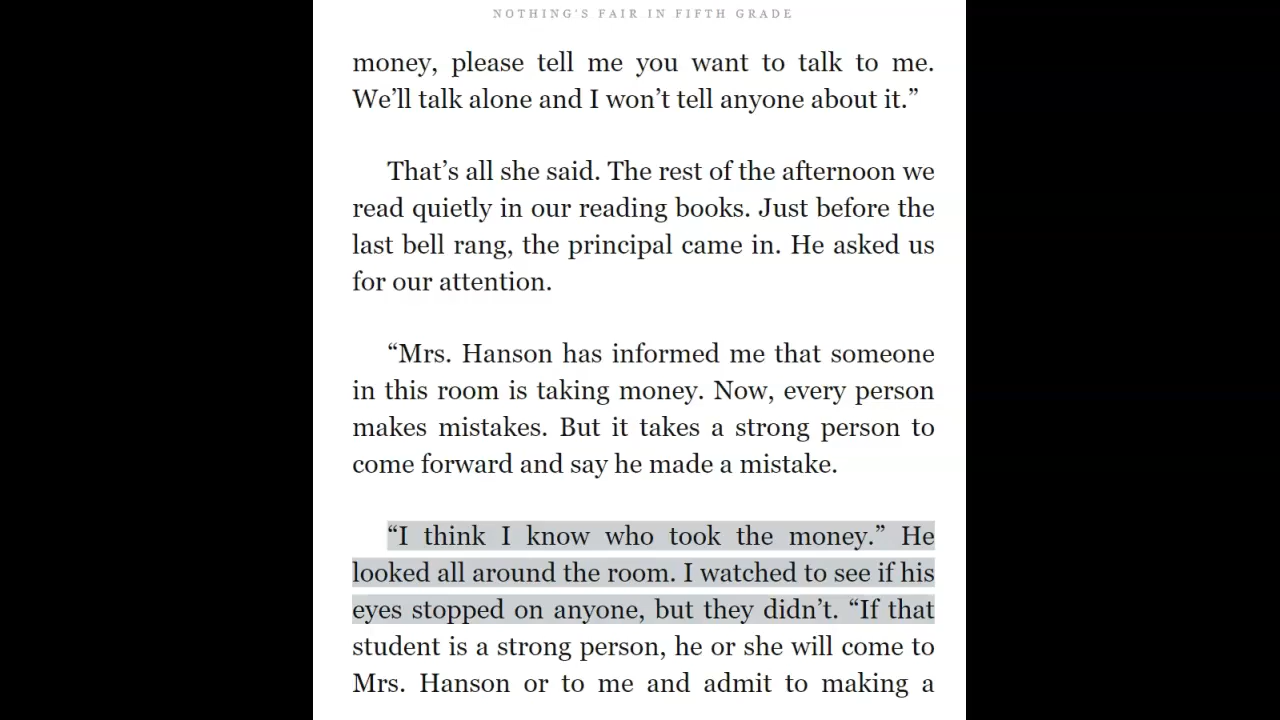 NOTHING'S FAIR IN FIFTH GRADE
money, please tell me you want to talk to me.
We’ll talk alone and I won’t tell anyone about it.”
That’s all she said. The rest of the afternoon we
read quietly in our reading books. Just before the
last bell rang, the principal came in. He asked us
for our attention.
“Mrs. Hanson has informed me that someone
in this room is taking money. Now, every person
makes mistakes. But it takes a strong person to
come forward and say he made a mistake.
“I think I know who took the money.” He
looked all around the room. I watched to see if his
eyes stopped on anyone, but they didn’t. “If that
student is a strong person, he or she will come to
Mrs. Hanson or to me and admit to making a